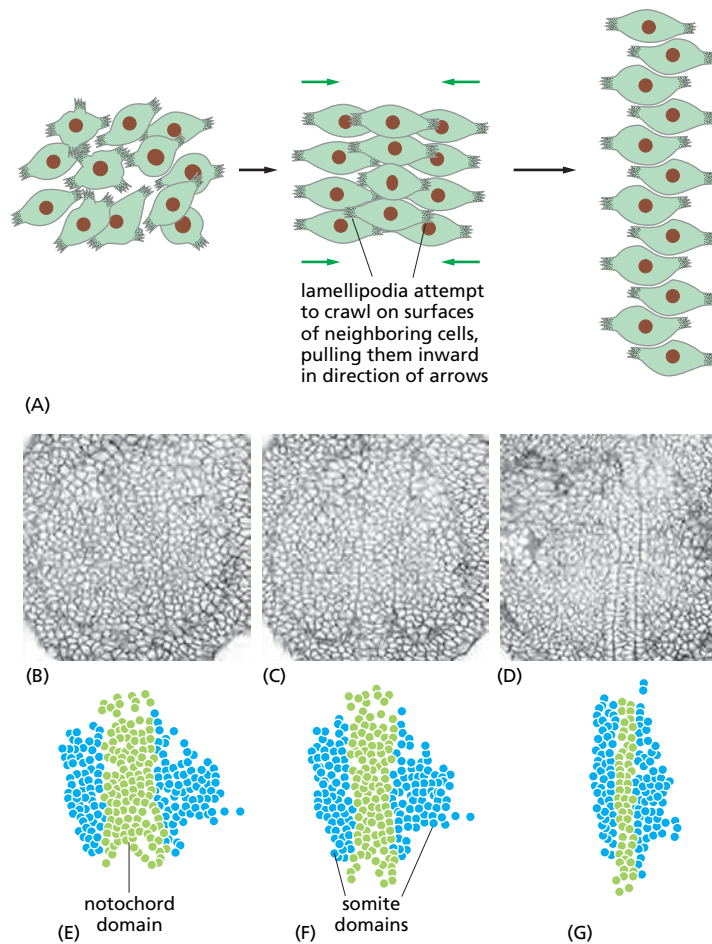 lamellipodia attempt
to crawl on surfaces
of neighboring cells,
pulling them inward
in direction of arrows
(A)
(B)
(C)
(D)
notochord
domain
somite
domains
(E)
(F)
(G)